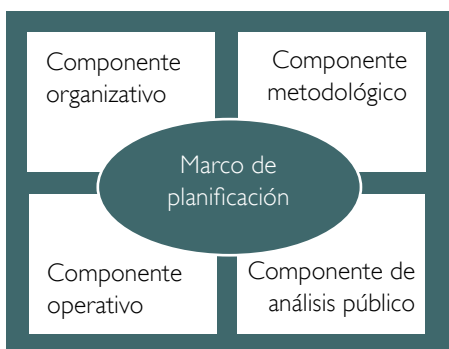 Componente
organizativo
Componente
metodológico
Marco de
planificación
Componente
operativo
Componente de
análisis público